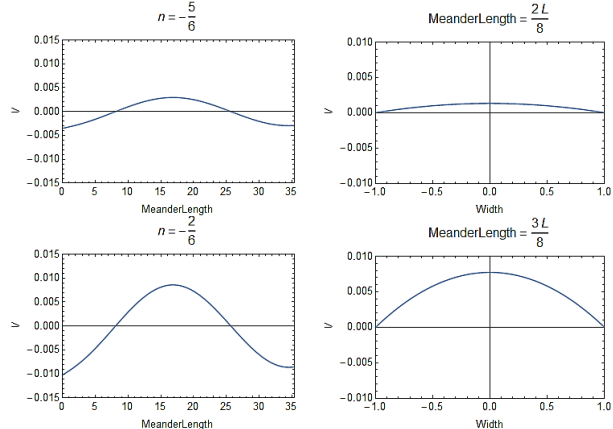 n = -5/6
0.015
0.010
0.005
0.000
-0.005
-0.010
-0.015
V
0 5 10 15 20 25 30 35
MeanderLength
MeanderLength = 2 L/8
0.010
0.005
0.000
-0.005
-0.010
V
-1.0 -0.5 0.0 0.5 1.0
Width
n = -2/6
0.015
0.010
0.005
0.000
-0.005
-0.010
-0.015
V
0 5 10 15 20 25 30 35
MeanderLength
MeanderLength = 3 L/8
0.010
0.005
0.000
-0.005
-0.010
V
-1.0 -0.5 0.0 0.5 1.0
Width